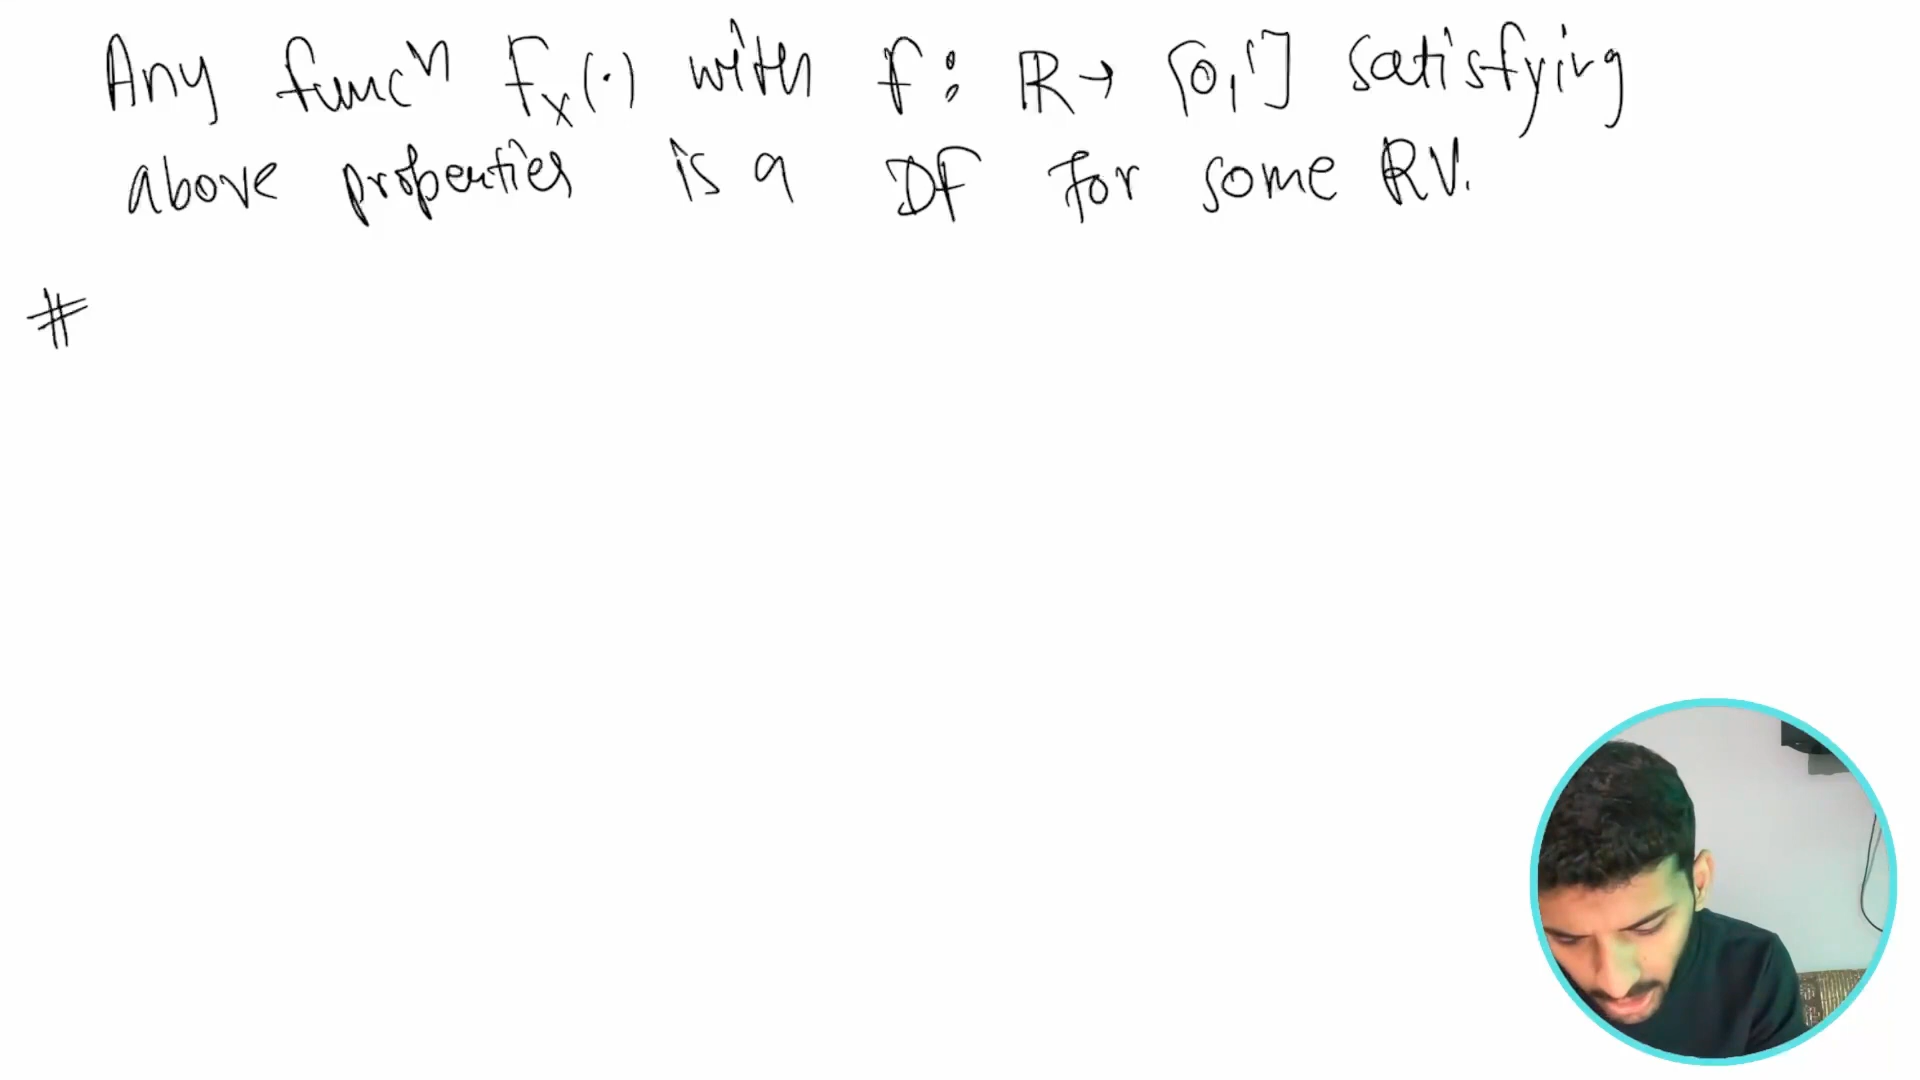 Any funcⁿ Fₓ(·) with F: ℝ→ [0,1] satisfying
above properties is a DF for some RV.
#